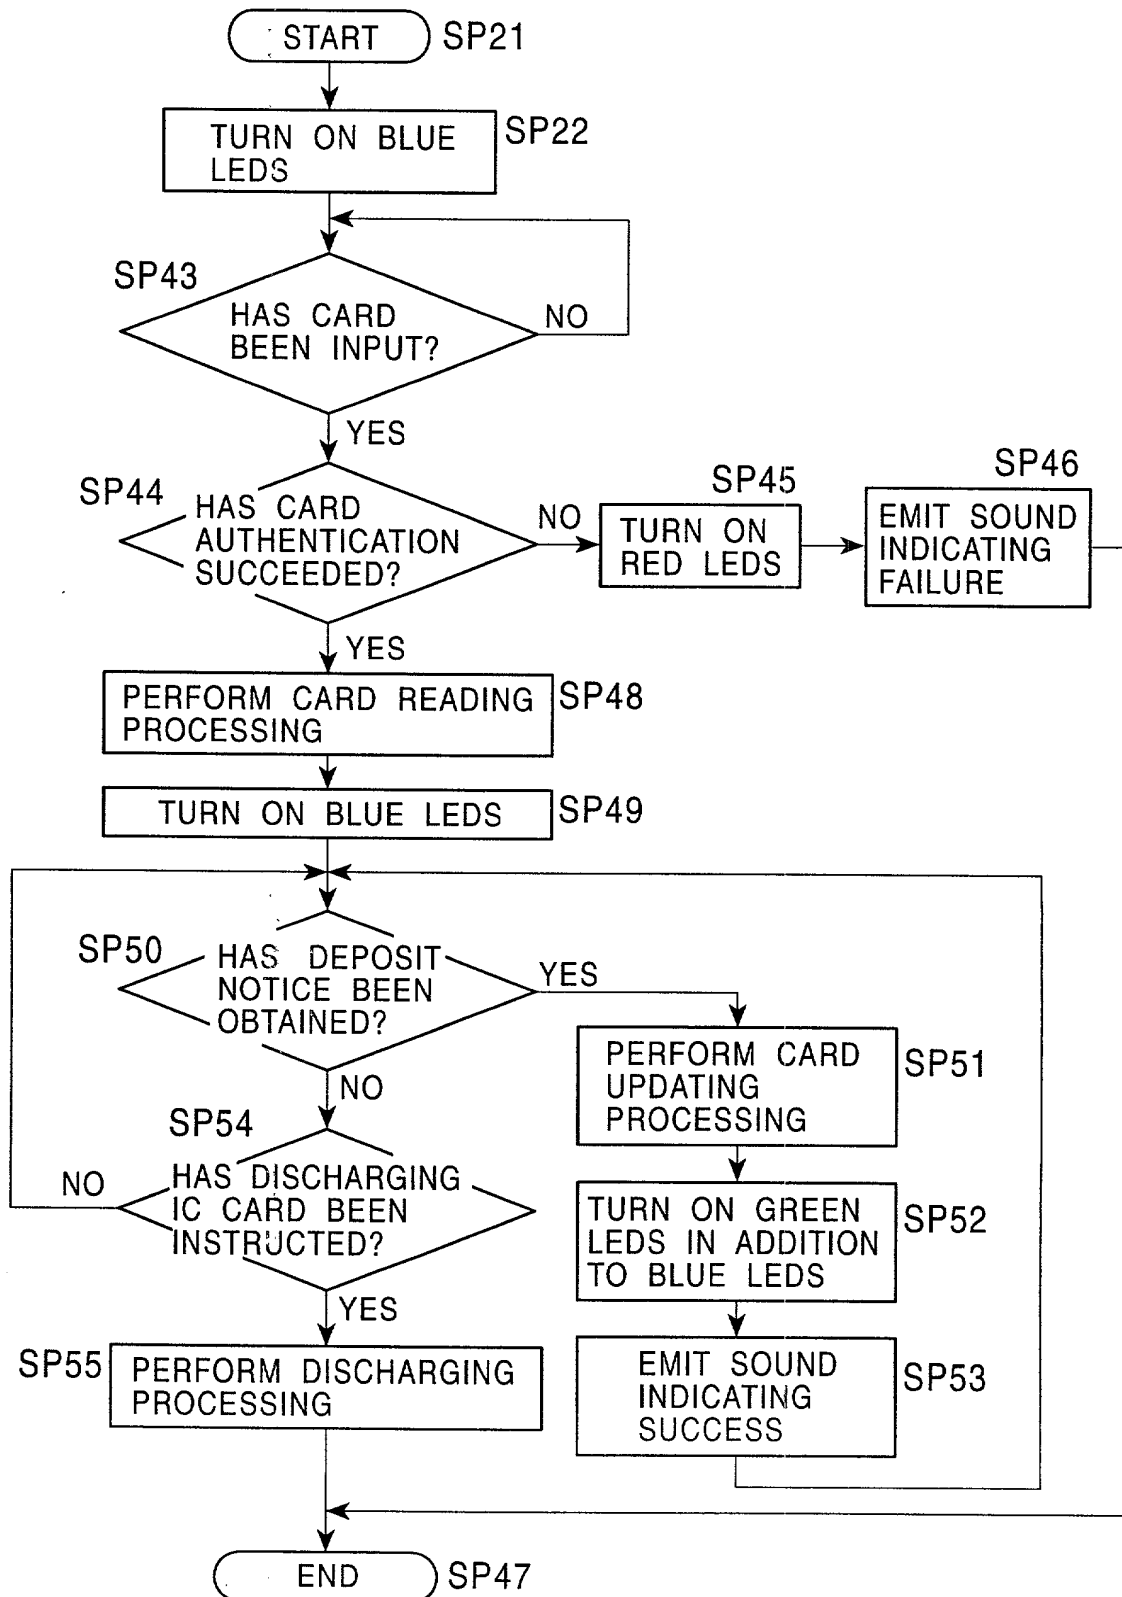 START
SP21
TURN ON BLUE
LEDS
SP22
SP43
HAS CARD
BEEN INPUT?
NO
YES
SP44
HAS CARD
AUTHENTICATION
SUCCEEDED?
NO
SP45
TURN ON
RED LEDS
SP46
EMIT SOUND
INDICATING
FAILURE
YES
PERFORM CARD READING
PROCESSING
SP48
TURN ON BLUE LEDS
SP49
SP50
HAS DEPOSIT
NOTICE BEEN
OBTAINED?
YES
NO
PERFORM CARD
UPDATING
PROCESSING
SP51
SP54
HAS DISCHARGING
IC CARD BEEN
INSTRUCTED?
NO
YES
TURN ON GREEN
LEDS IN ADDITION
TO BLUE LEDS
SP52
SP55
PERFORM DISCHARGING
PROCESSING
EMIT SOUND
INDICATING
SUCCESS
SP53
END
SP47